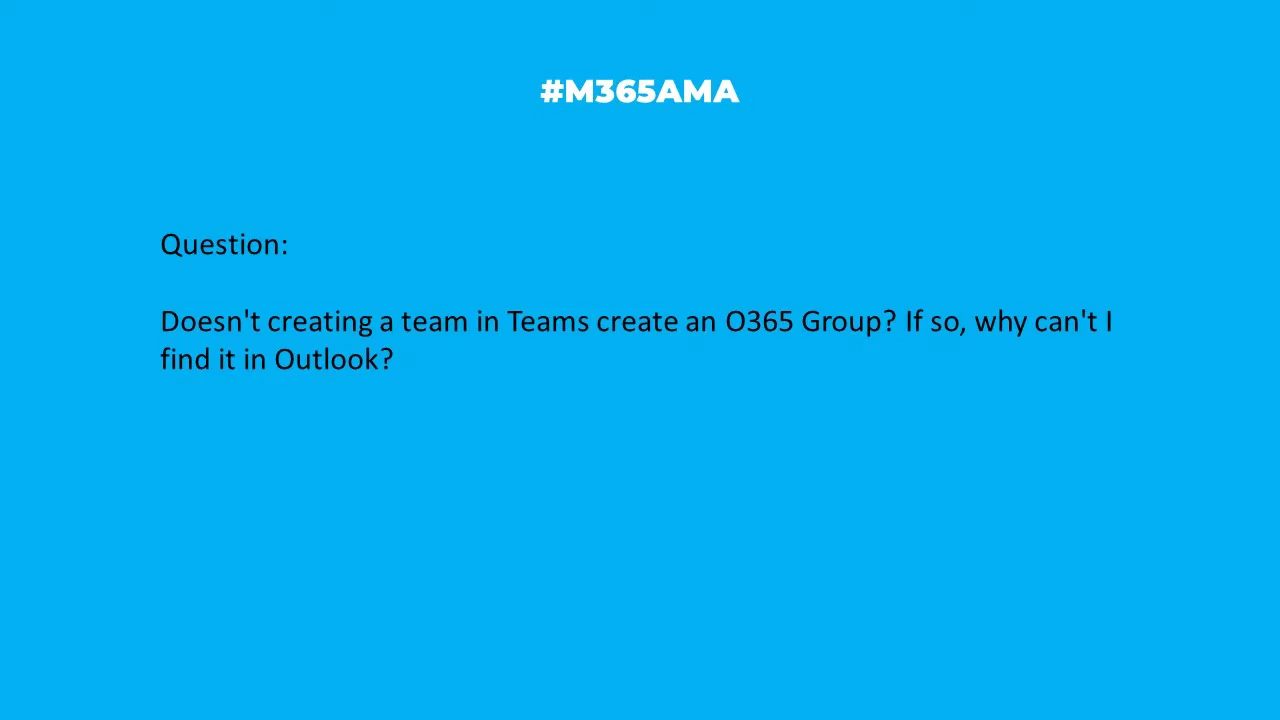 #M365AMA
Question:
Doesn't creating a team in Teams create an O365 Group? If so, why can't I
find it in Outlook?